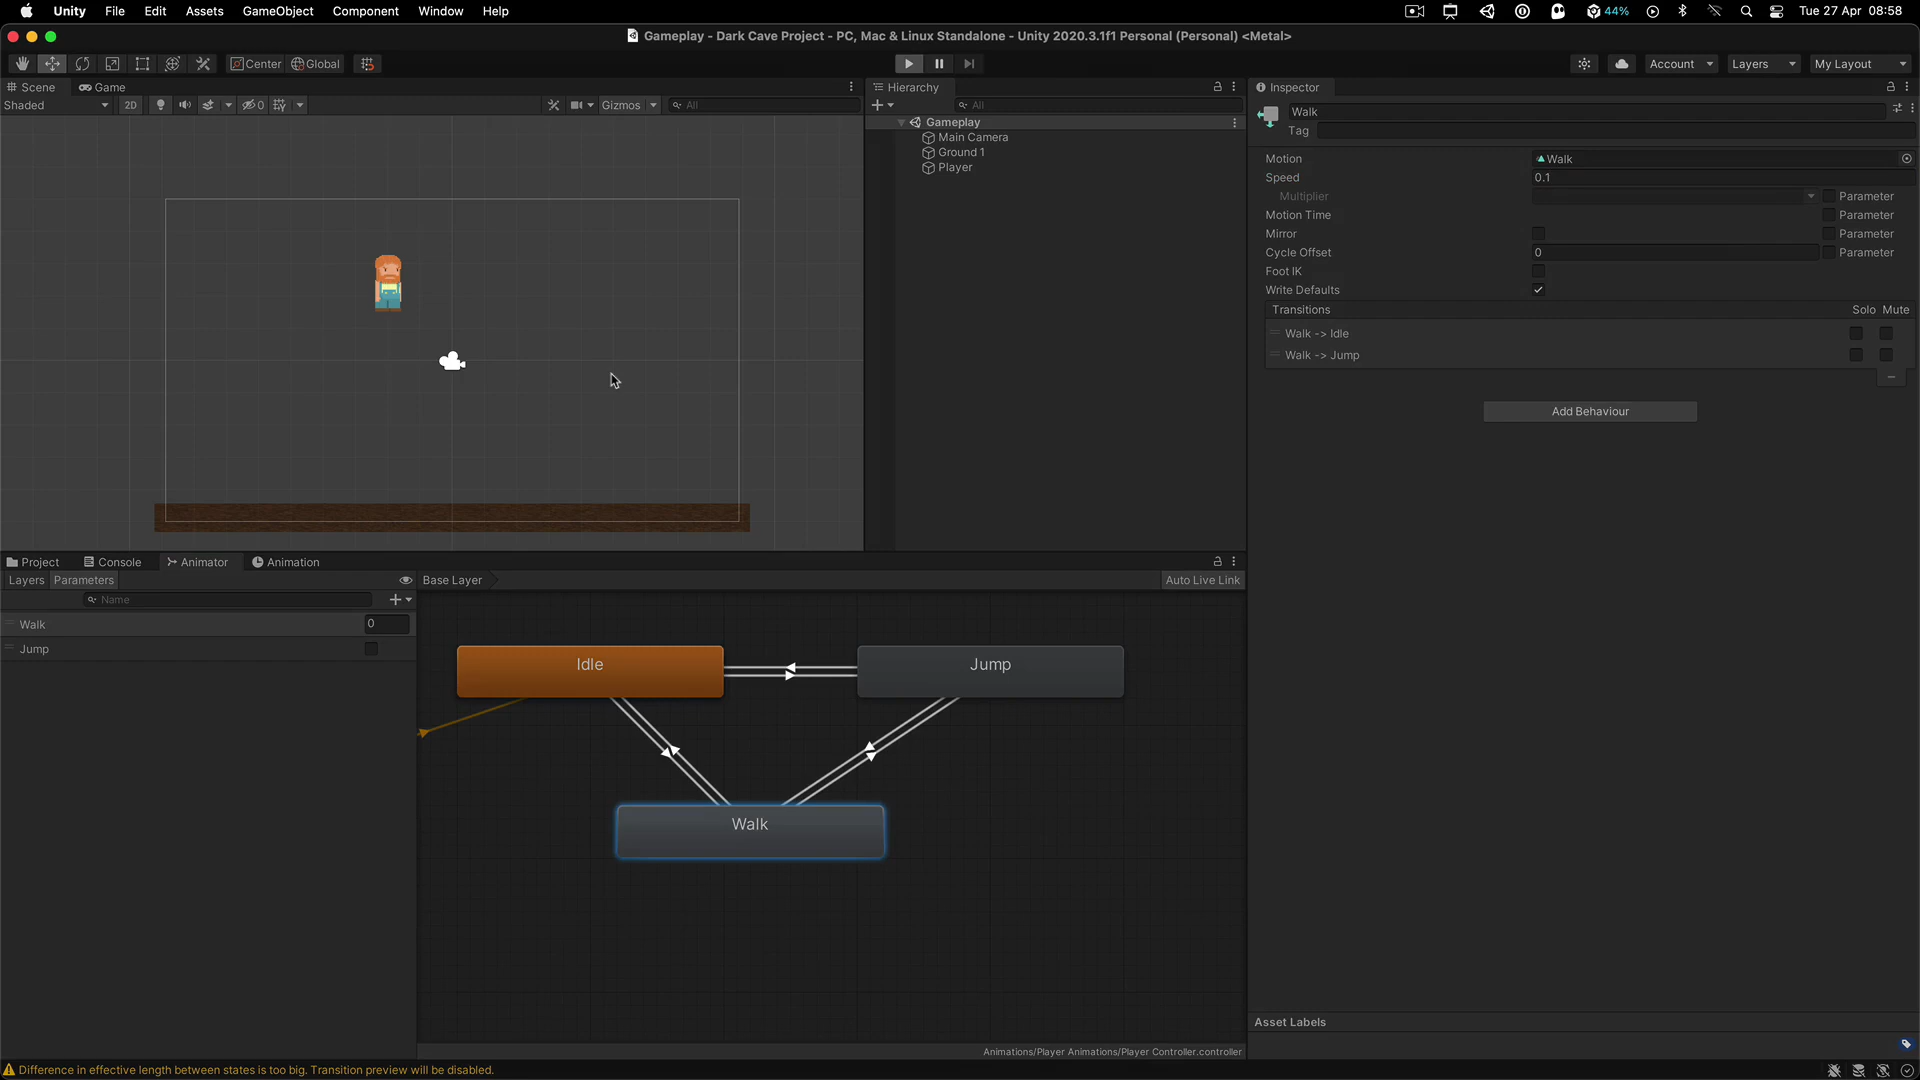 Unity File Edit Assets GameObject Component Window Help 44% Tue 27 Apr 08:58
Gameplay - Dark Cave Project - PC, Mac & Linux Standalone - Unity 2020.3.1f1 Personal (Personal) <Metal>
Center Global Account Layers My Layout
Scene Game Hierarchy Inspector
Shaded 2D 0 Gizmos All All
Walk
Tag
Gameplay
Main Camera
Ground 1
Player
Motion Walk
Speed 0.1
Multiplier Parameter
Motion Time Parameter
Mirror Parameter
Cycle Offset 0 Parameter
Foot IK
Write Defaults
Transitions Solo Mute
Walk -> Idle
Walk -> Jump
Add Behaviour
Project Console Animator Animation
Layers Parameters Base Layer Auto Live Link
Name
Walk 0
Jump
Idle
Jump
Walk
Asset Labels
Animations/Player Animations/Player Controller.controller
Difference in effective length between states is too big. Transition preview will be disabled.